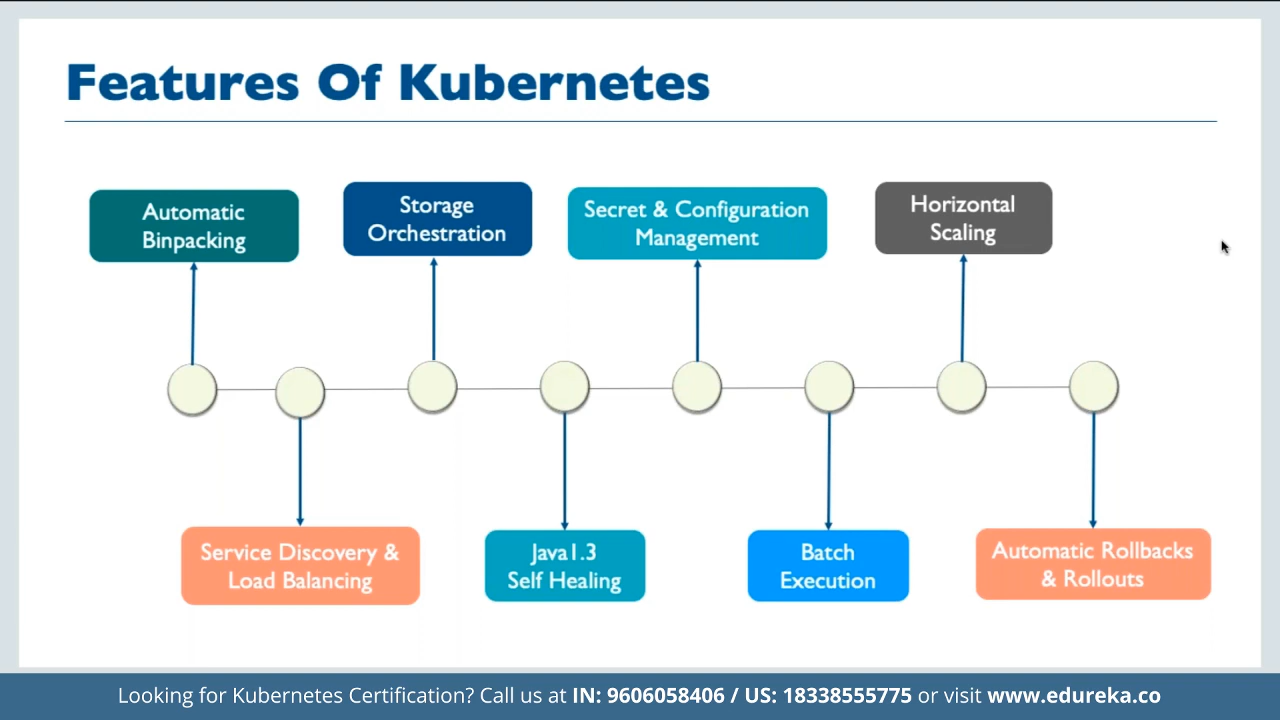 Features Of Kubernetes
Automatic
Binpacking
Storage
Orchestration
Secret & Configuration
Management
Horizontal
Scaling
Service Discovery &
Load Balancing
Java1.3
Self Healing
Batch
Execution
Automatic Rollbacks
& Rollouts
Looking for Kubernetes Certification? Call us at IN: 9606058406 / US: 18338555775 or visit www.edureka.co